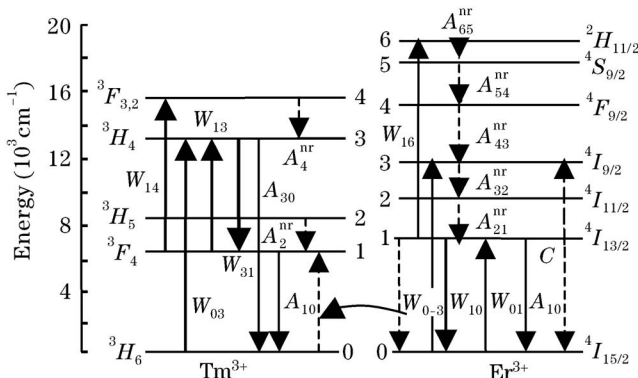 Energy (10³ cm⁻¹)
20
16
12
8
4
³F₃,₂
³H₄
³H₅
³F₄
³H₆
4
3
2
1
0
W₁₃
W₁₄
A₄ⁿʳ
A₃₀
A₂ⁿʳ
W₃₁
W₀₃
A₁₀
Tm³⁺
6
5
4
3
2
1
0
A₆₅ⁿʳ
A₅₄ⁿʳ
W₁₆
A₄₃ⁿʳ
A₃₂ⁿʳ
A₂₁ⁿʳ
C
W₀₋₃
W₁₀
W₀₁
A₁₀
²H₁₁/₂
⁴S₉/₂
⁴F₉/₂
⁴I₉/₂
⁴I₁₁/₂
⁴I₁₃/₂
⁴I₁₅/₂
Er³⁺